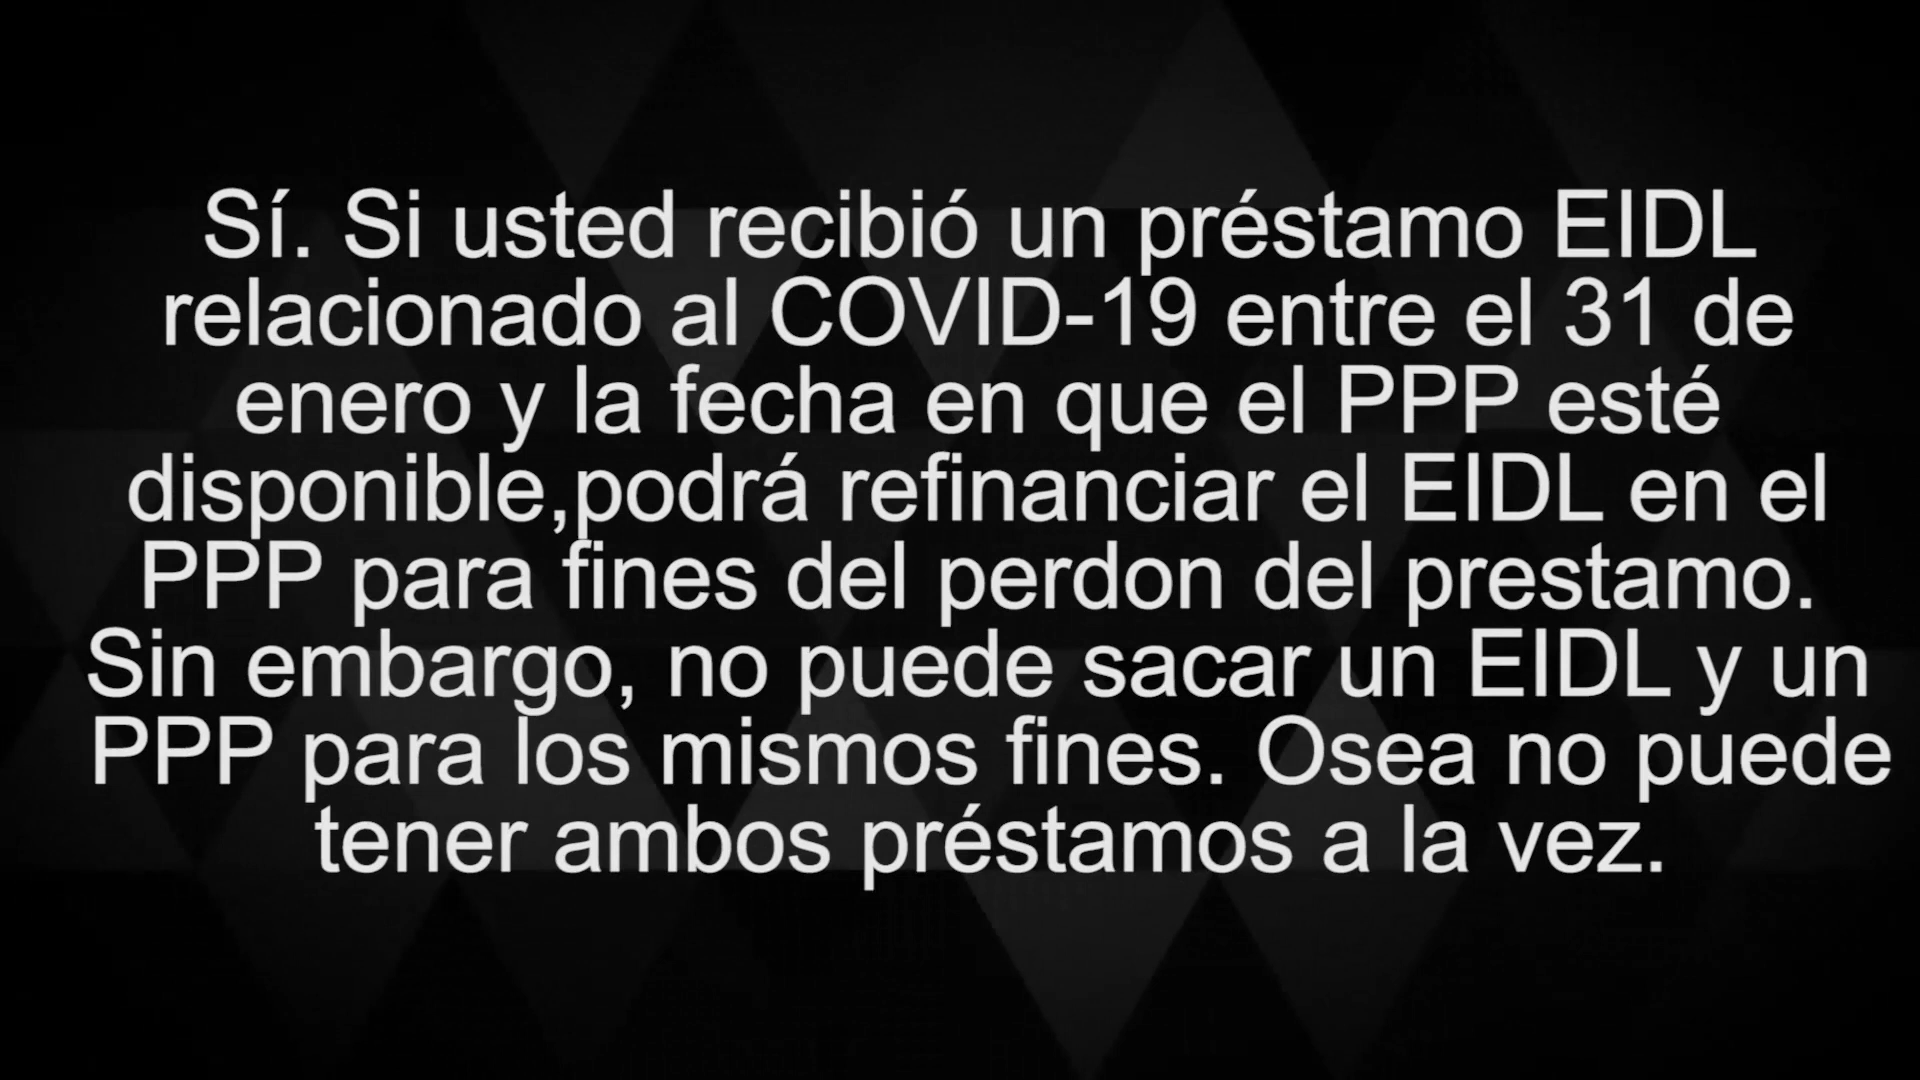 Sí. Si usted recibió un préstamo EIDL
relacionado al COVID-19 entre el 31 de
enero y la fecha en que el PPP esté
disponible,podrá refinanciar el EIDL en el
PPP para fines del perdon del prestamo.
Sin embargo, no puede sacar un EIDL y un
PPP para los mismos fines. Osea no puede
tener ambos préstamos a la vez.